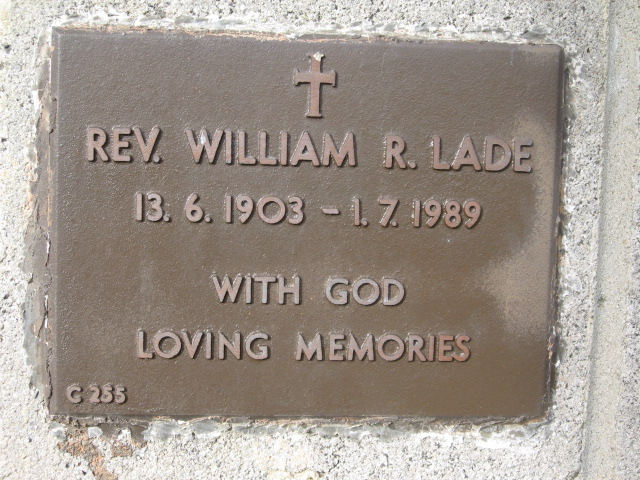 REV. WILLIAM R. LADE
13. 6. 1903 - 1. 7. 1989
WITH GOD
LOVING MEMORIES
C 255